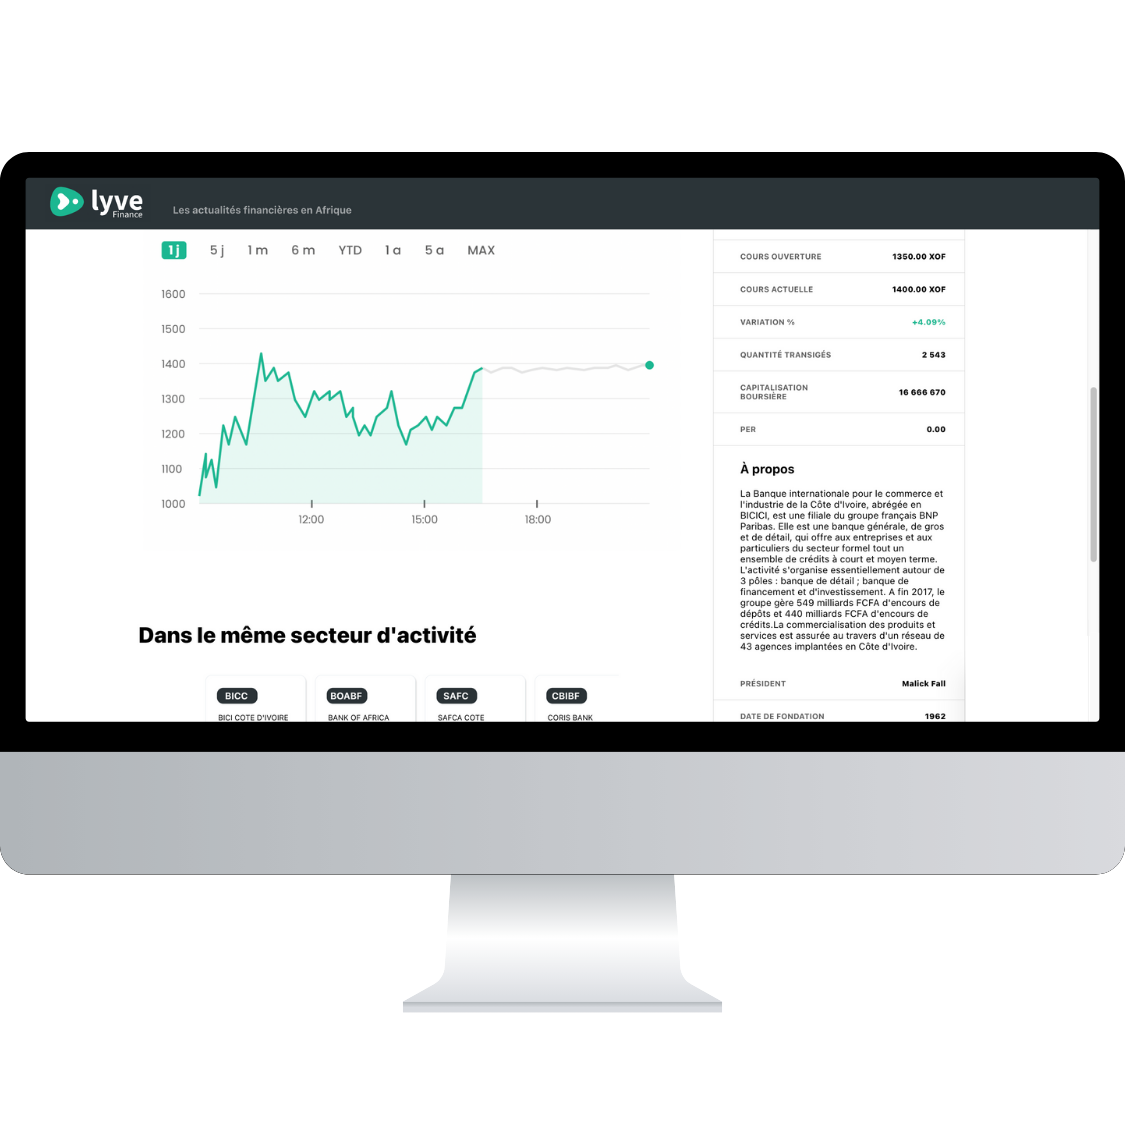 lyve
Finance
Les actualités financières en Afrique
1 j 5 j 1 m 6 m YTD 1 a 5 a MAX
1600
1500
1400
1300
1200
1100
1000
12:00 15:00 18:00
Dans le même secteur d'activité
BICC
BICI COTE D'IVOIRE
BOABF
BANK OF AFRICA
SAFC
SAFCA COTE
CBIBF
CORIS BANK
COURS OUVERTURE 1350.00 XOF
COURS ACTUELLE 1400.00 XOF
VARIATION % +4.09%
QUANTITÉ TRANSIGÉS 2 543
CAPITALISATION
BOURSIÈRE 16 666 670
PER 0.00
À propos
La Banque internationale pour le commerce et
l'industrie de la Côte d'Ivoire, abrégée en
BICICI, est une filiale du groupe français BNP
Paribas. Elle est une banque générale, de gros
et de détail, qui offre aux entreprises et aux
particuliers du secteur formel tout un
ensemble de crédits à court et moyen terme.
L'activité s'organise essentiellement autour de
3 pôles : banque de détail ; banque de
financement et d'investissement. A fin 2017, le
groupe gère 549 milliards FCFA d'encours de
dépôts et 440 milliards FCFA d'encours de
crédits.La commercialisation des produits et
services est assurée au travers d'un réseau de
43 agences implantées en Côte d'Ivoire.
PRÉSIDENT Malick Fall
DATE DE FONDATION 1962